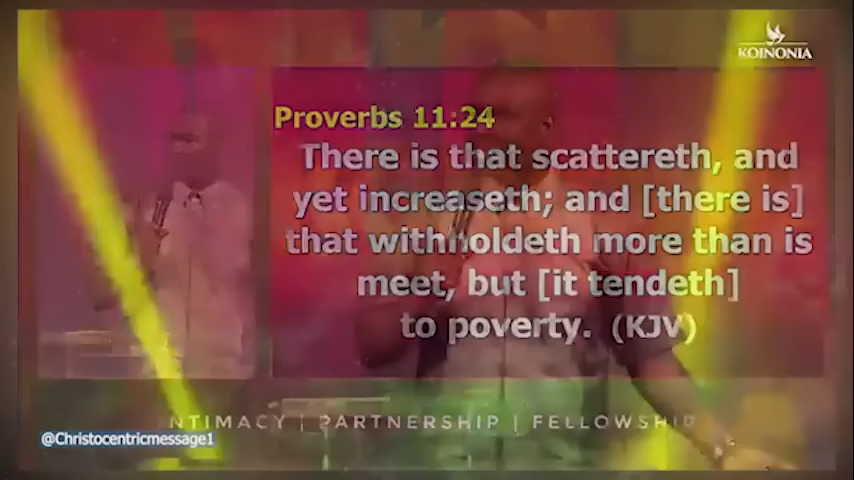 KOINONIA
Proverbs 11:24
There is that scattereth, and
yet increaseth; and [there is]
that withholdeth more than is
meet, but [it tendeth]
to poverty. (KJV)
NTIMACY | PARTNERSHIP | FELLOWSHIP
@Christocentricmessage1